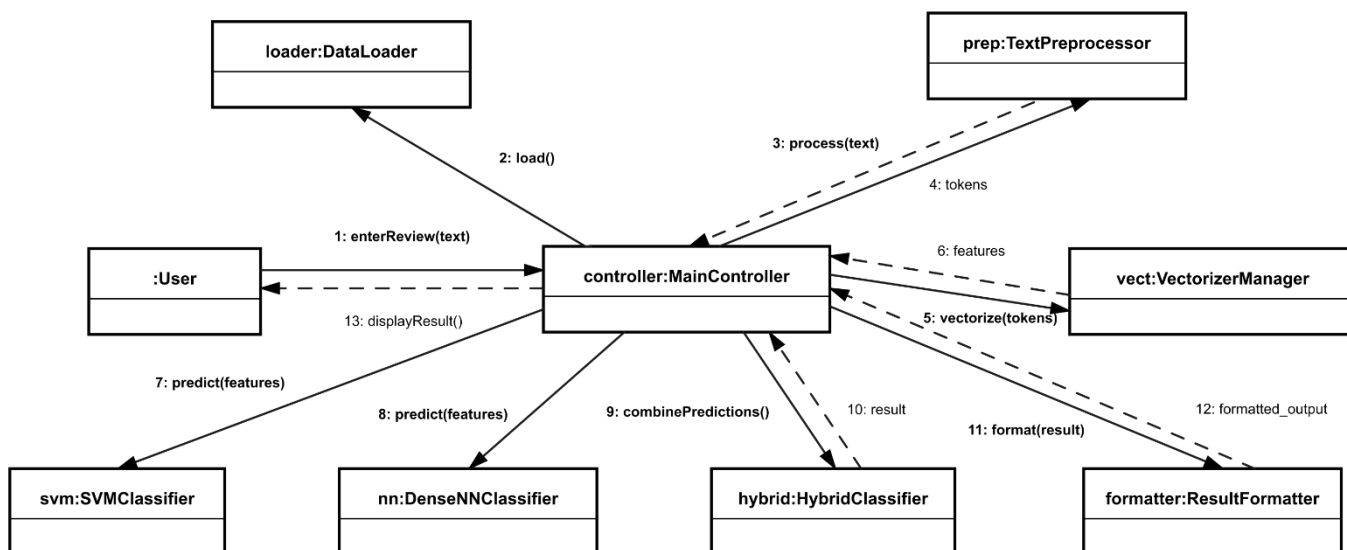 loader:DataLoader
prep:TextPreprocessor
3: process(text)
2: load()
4: tokens
1: enterReview(text)
6: features
:User
controller:MainController
vect:VectorizerManager
5: vectorize(tokens)
13: displayResult()
7: predict(features)
8: predict(features)
9: combinePredictions()
10: result
12: formatted_output
11: format(result)
svm:SVMClassifier
nn:DenseNNClassifier
hybrid:HybridClassifier
formatter:ResultFormatter